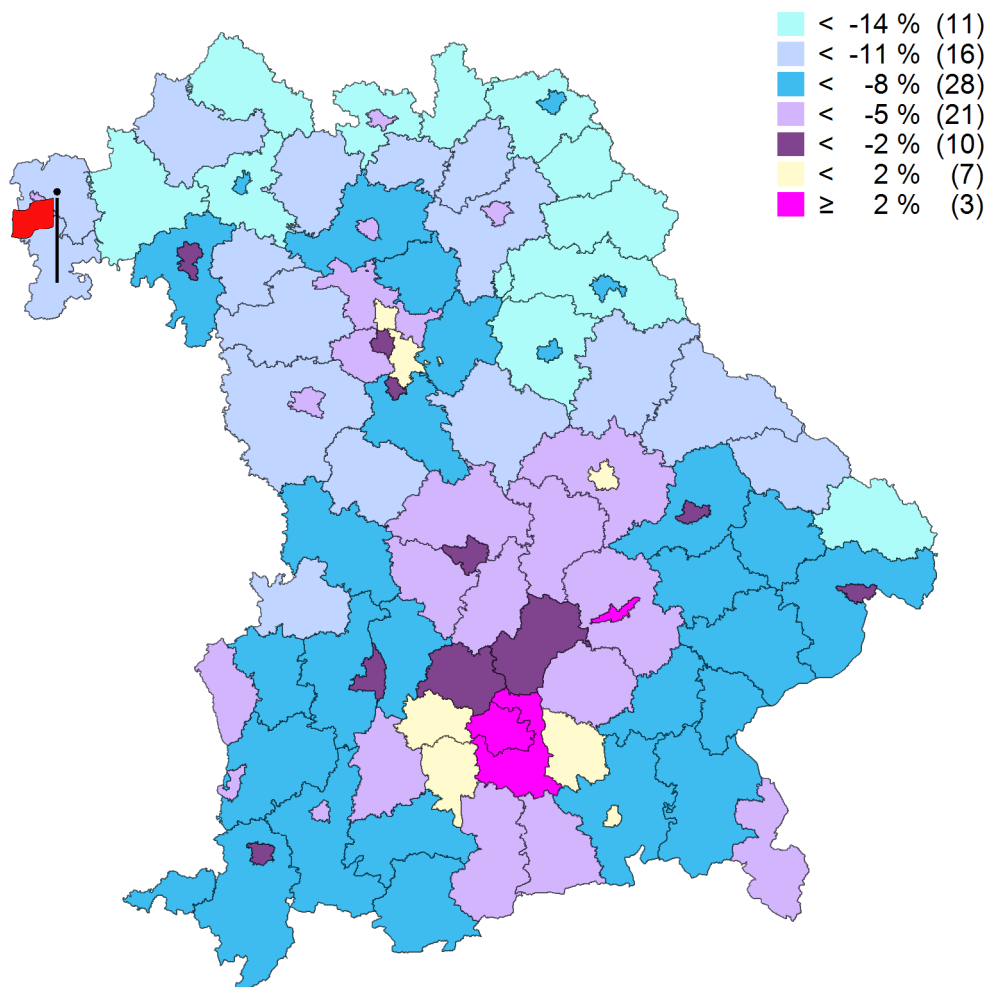 < -14 % (11)
< -11 % (16)
< -8 % (28)
< -5 % (21)
< -2 % (10)
< 2 % (7)
≥ 2 % (3)